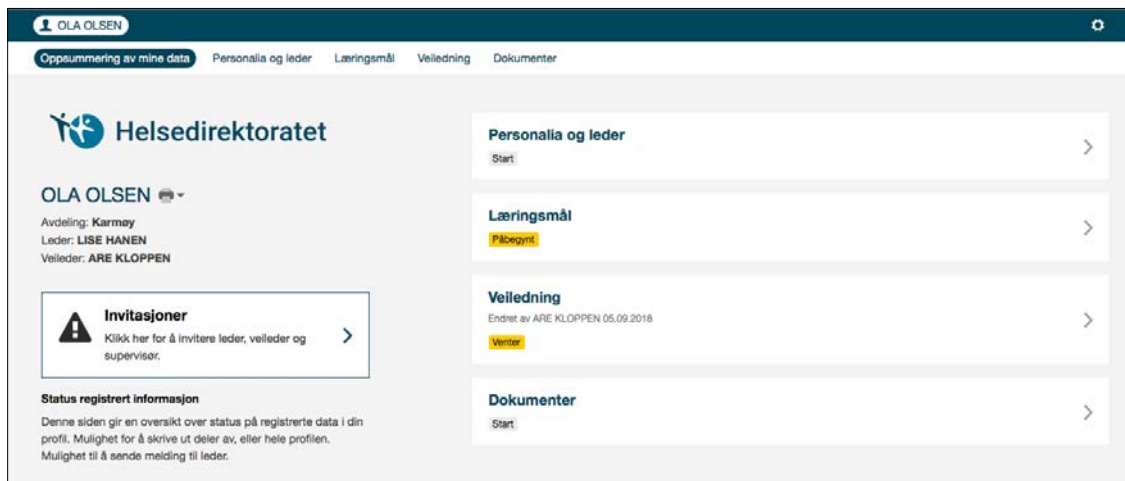 OLA OLSEN
Oppsummering av mine data Personalia og leder Læringsmål Veiledning Dokumenter
Helsedirektoratet
OLA OLSEN
Avdeling: Karmøy
Leder: LISE HANEN
Veileder: ARE KLOPPEN
Invitasjoner
Klikk her for å invitere leder, veileder og
supervisør.
Status registrert informasjon
Denne siden gir en oversikt over status på registrerte data i din
profil. Mulighet for å skrive ut deler av, eller hele profilen.
Mulighet til å sende melding til leder.
Personalia og leder
Start
Læringsmål
Påbegynt
Veiledning
Endret av ARE KLOPPEN 05.09.2018
Venter
Dokumenter
Start